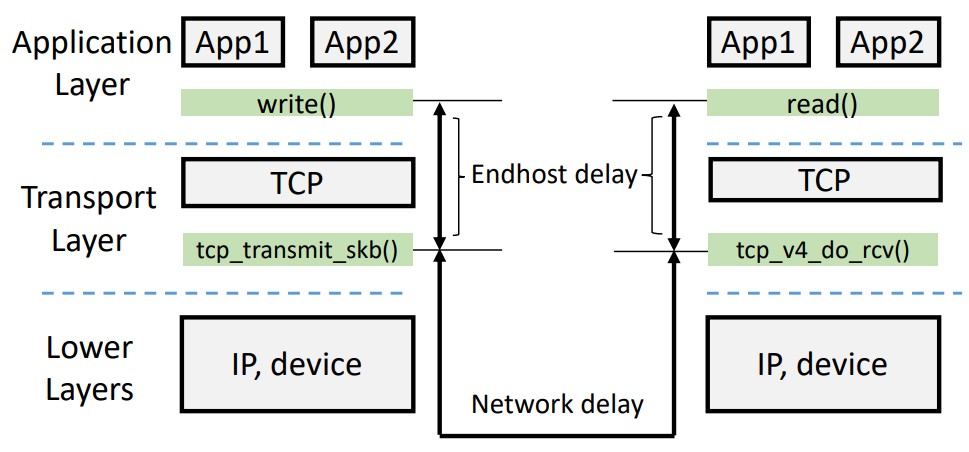 Application
Layer
App1
App2
App1
App2
write()
read()
Endhost delay
Transport
Layer
TCP
TCP
tcp_transmit_skb()
tcp_v4_do_rcv()
Lower
Layers
IP, device
IP, device
Network delay